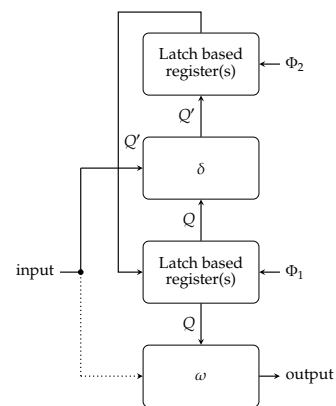 Latch based
register(s)
Φ2
Q′
Q′
δ
Q
input
Latch based
register(s)
Φ1
Q
ω
output